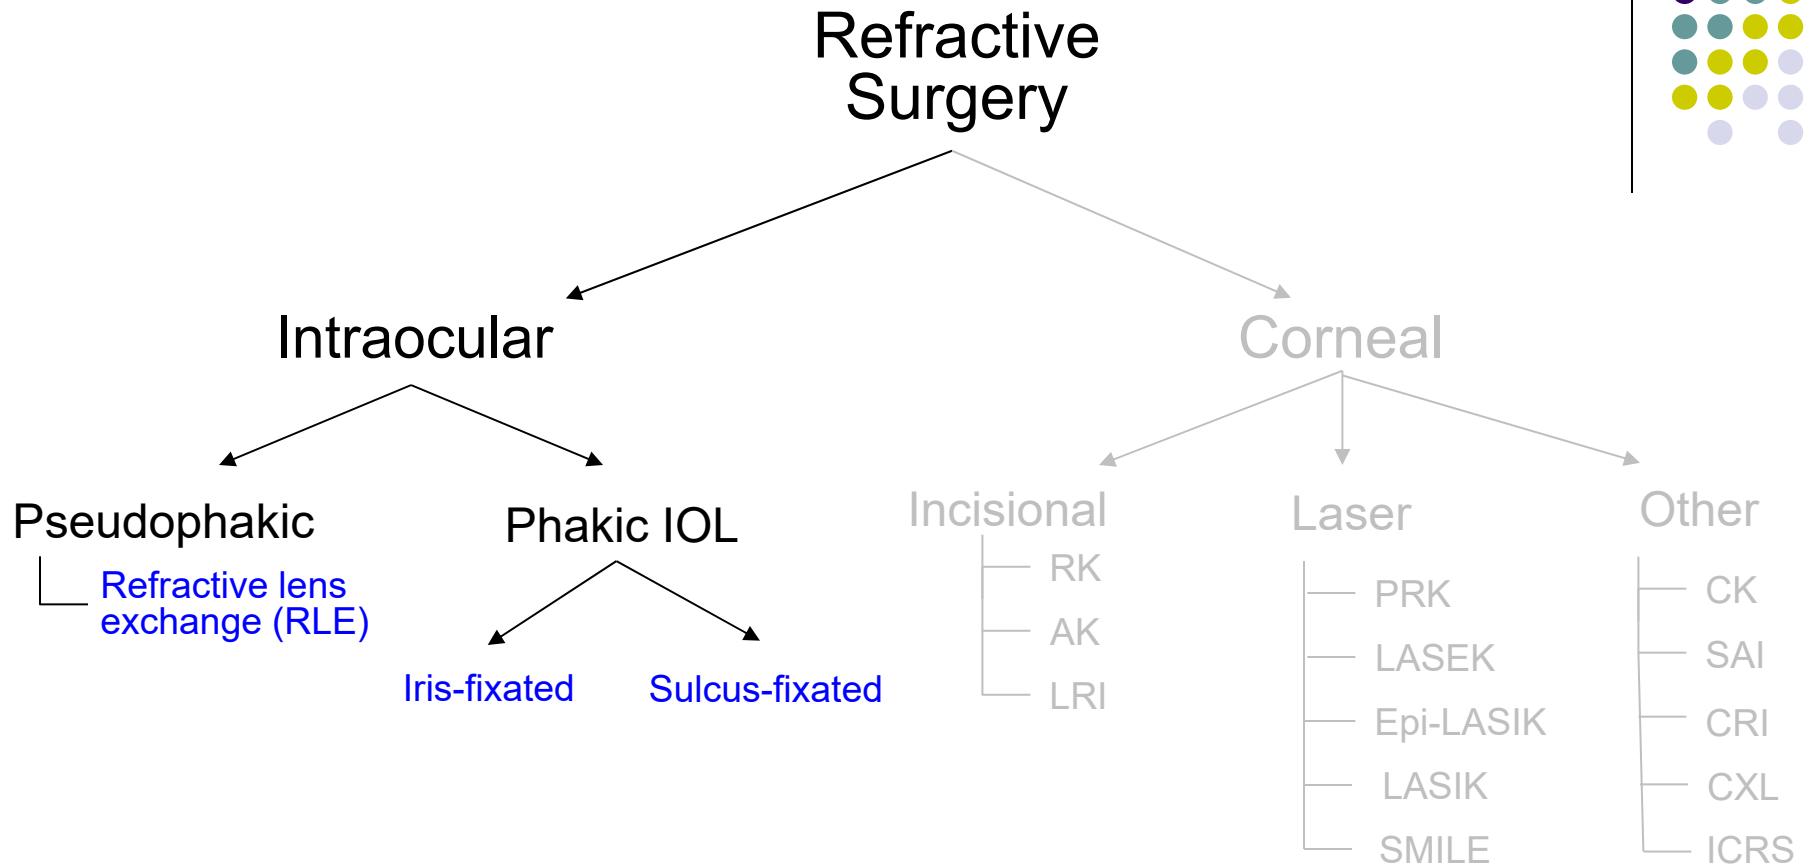 Refractive
Surgery
Intraocular
Corneal
Pseudophakic
Refractive lens
exchange (RLE)
Phakic IOL
Iris-fixated
Sulcus-fixated
Incisional
RK
AK
LRI
Laser
PRK
LASEK
Epi-LASIK
LASIK
SMILE
Other
CK
SAI
CRI
CXL
ICRS